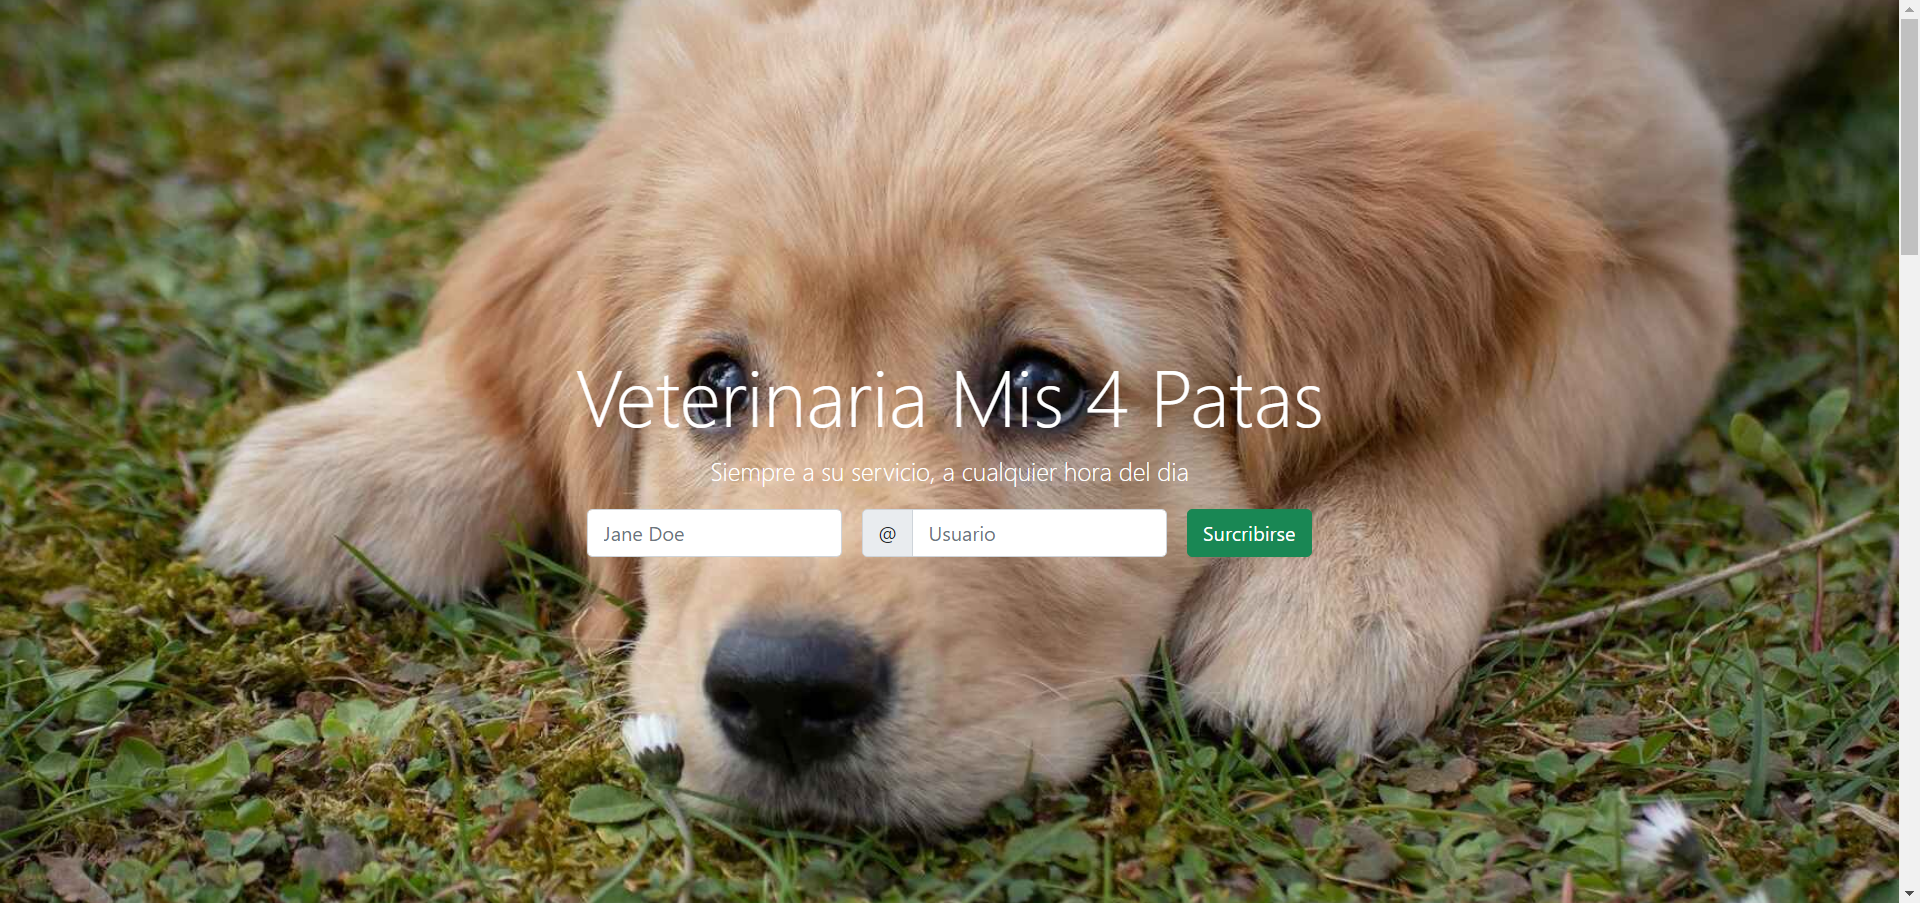 Veterinaria Mis 4 Patas
Siempre a su servicio, a cualquier hora del dia
Jane Doe @ Usuario Surcribirse